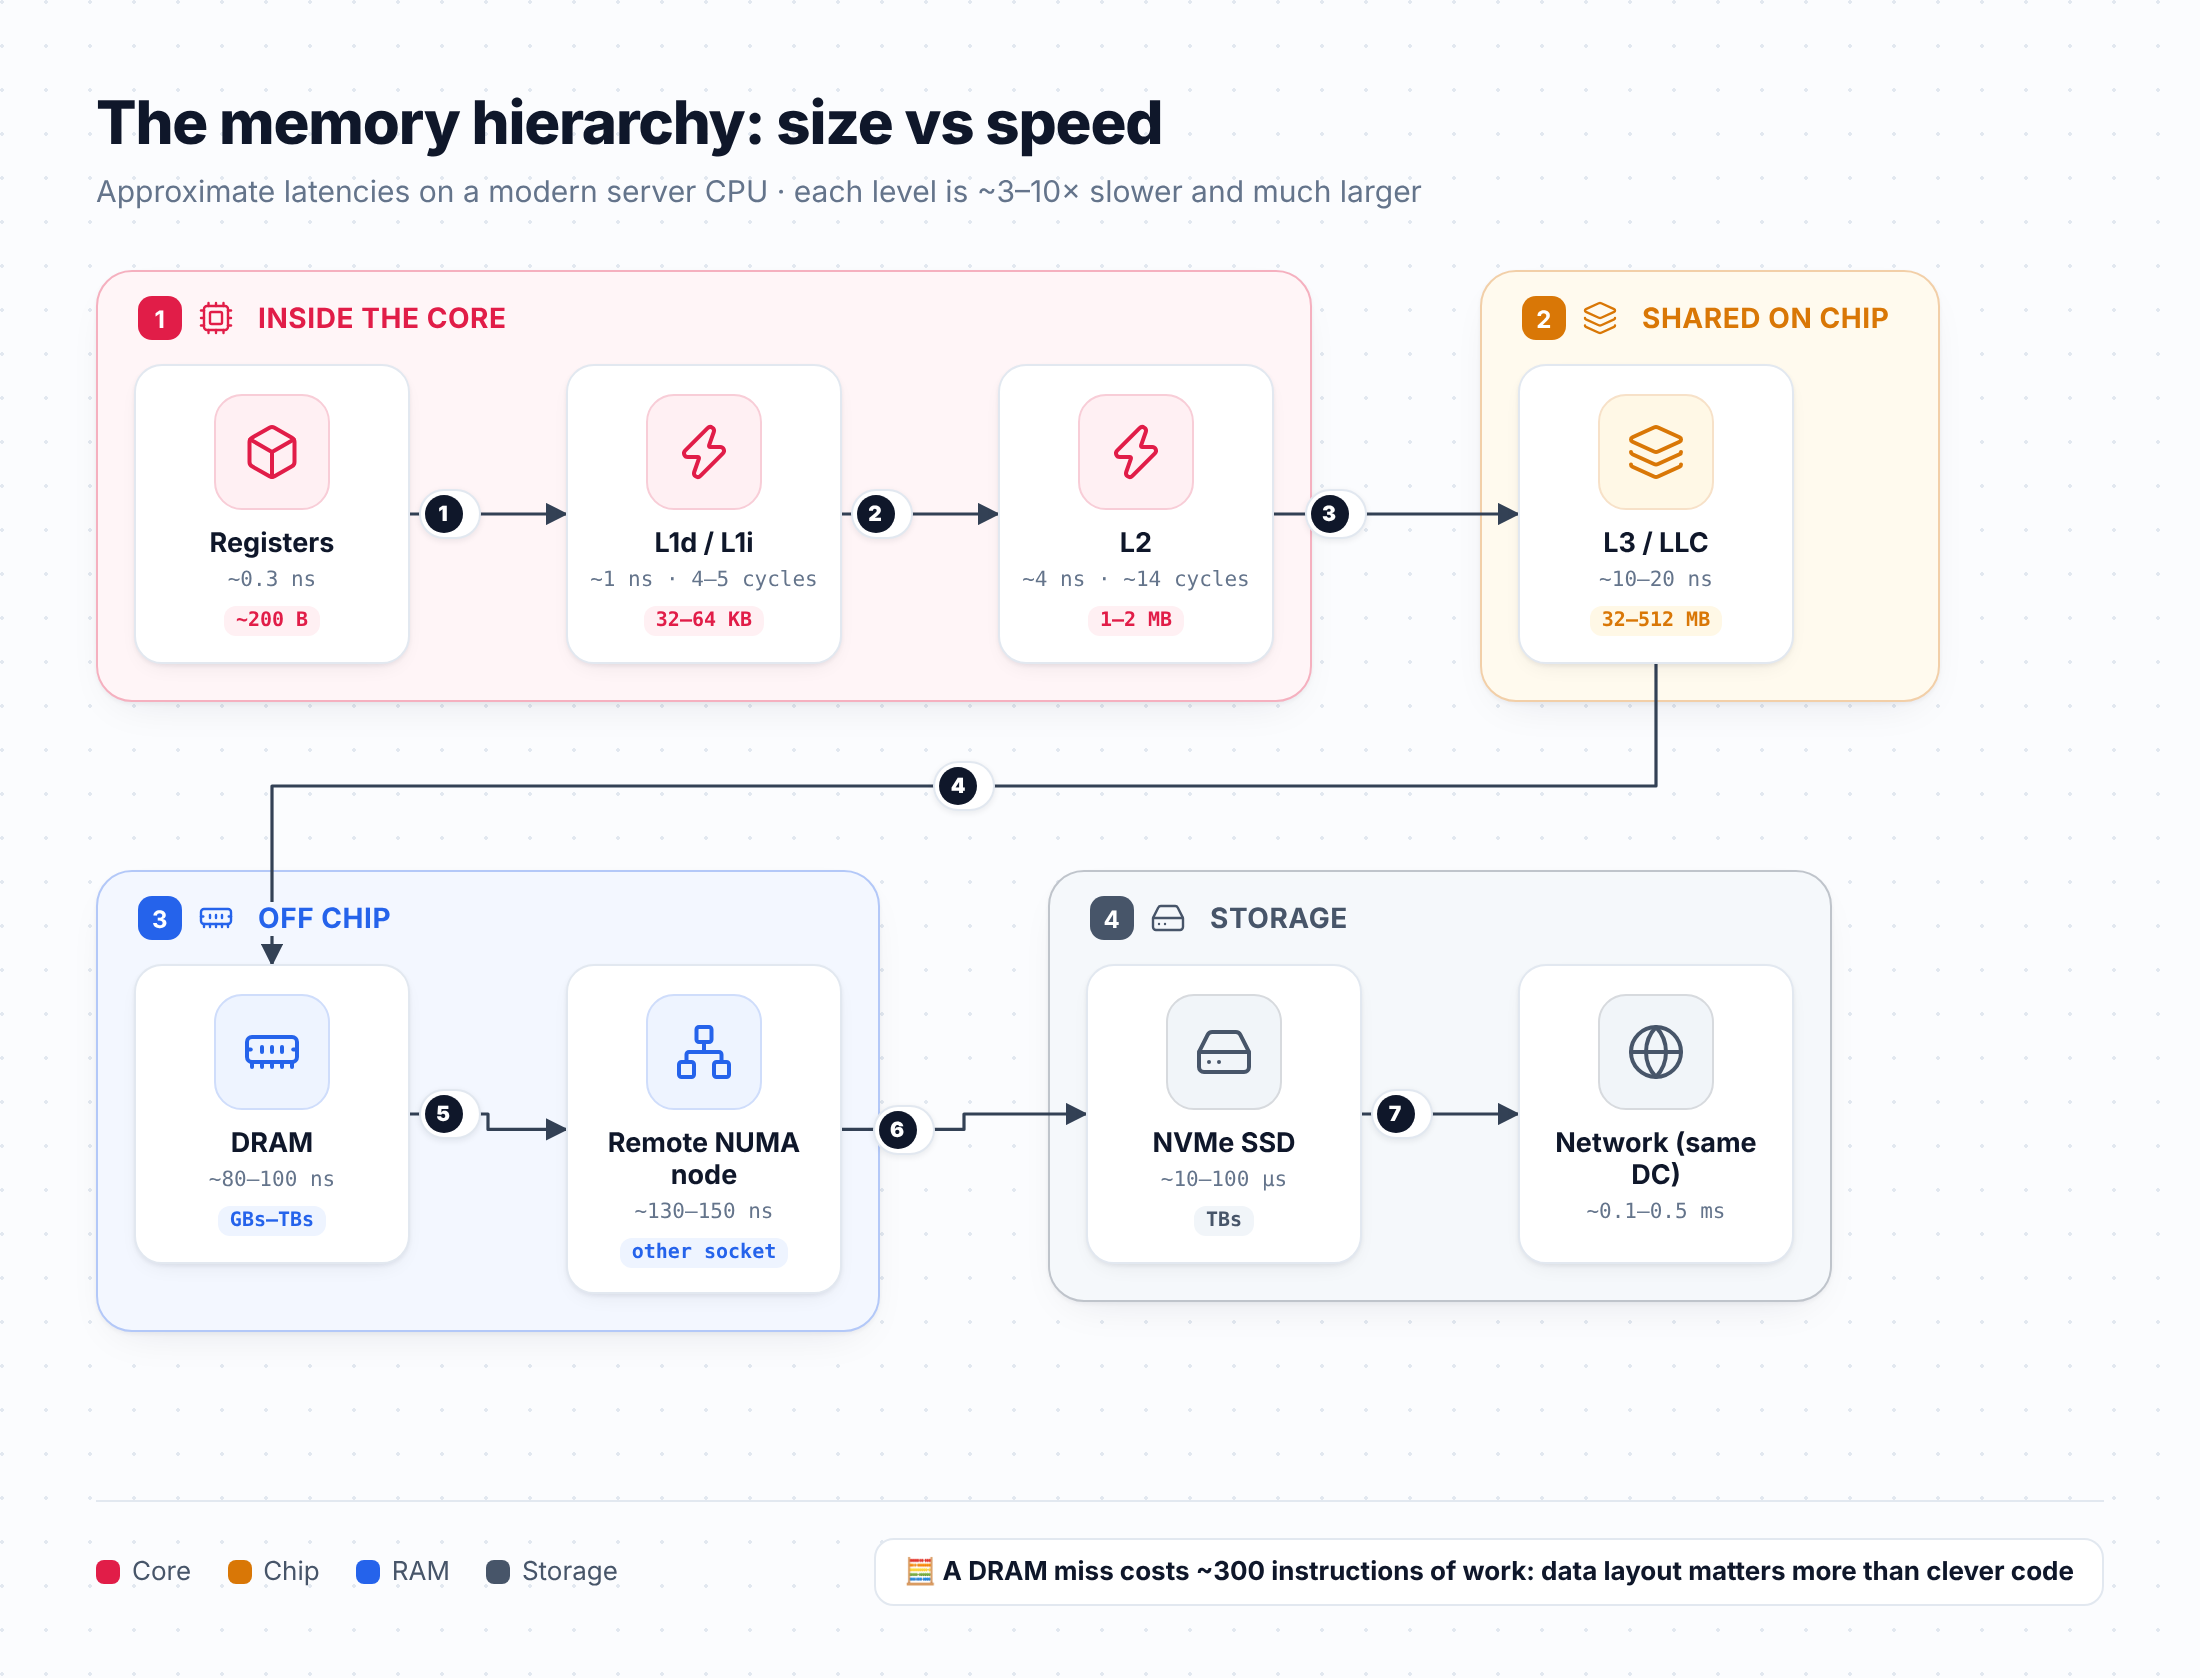 The memory hierarchy: size vs speed
Approximate latencies on a modern server CPU · each level is ~3–10× slower and much larger
1 INSIDE THE CORE
Registers
~0.3 ns
~200 B
1
L1d / L1i
~1 ns · 4–5 cycles
32–64 KB
2
L2
~4 ns · ~14 cycles
1–2 MB
3
2 SHARED ON CHIP
L3 / LLC
~10–20 ns
32–512 MB
4
3 OFF CHIP
DRAM
~80–100 ns
GBs–TBs
5
Remote NUMA
node
~130–150 ns
other socket
6
4 STORAGE
NVMe SSD
~10–100 µs
TBs
7
Network (same
DC)
~0.1–0.5 ms
Core
Chip
RAM
Storage
🧮 A DRAM miss costs ~300 instructions of work: data layout matters more than clever code